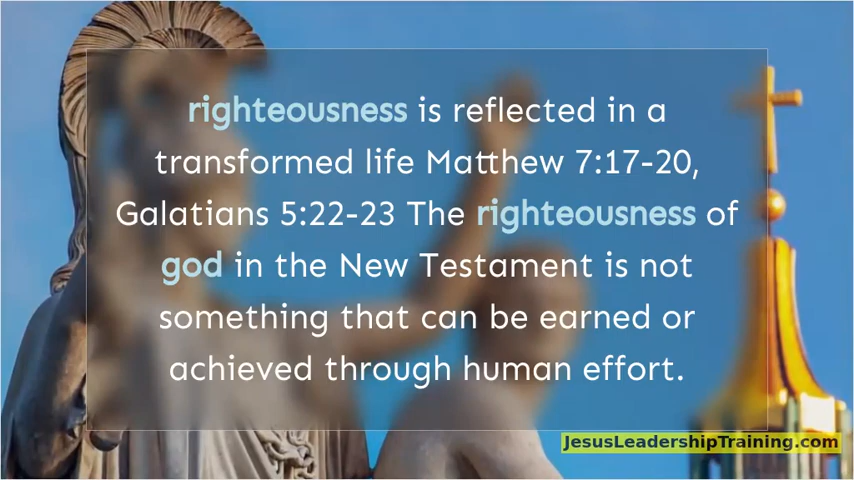 righteousness is reflected in a
transformed life Matthew 7:17-20,
Galatians 5:22-23 The righteousness of
god in the New Testament is not
something that can be earned or
achieved through human effort.
JesusLeadershipTraining.com